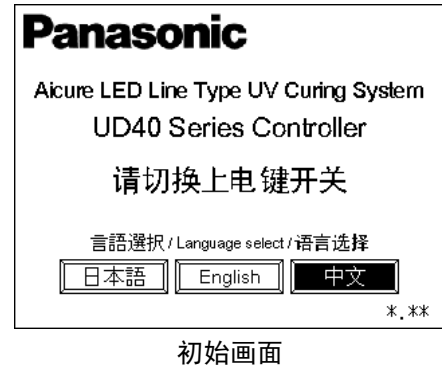 Panasonic
Aicure LED Line Type UV Curing System
UD40 Series Controller
请切换上电键开关
言語選択 / Language select / 语言选择
日本語 English 中文
*.**
初始画面